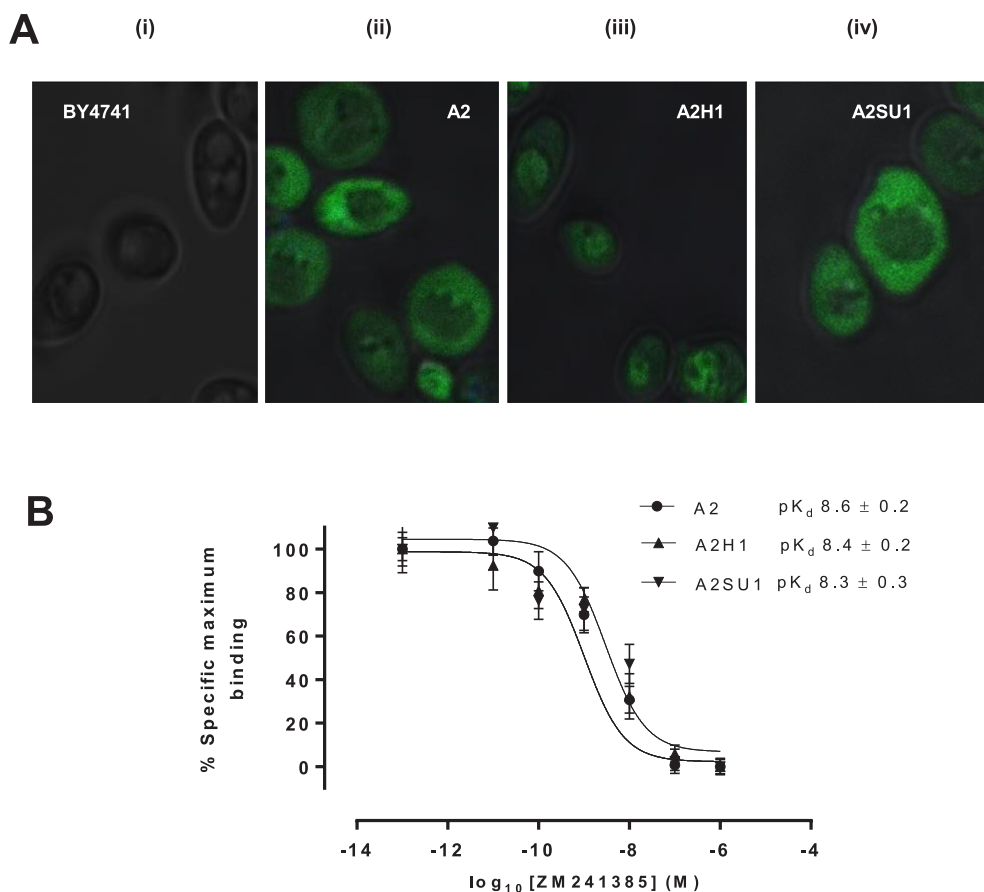 A
(i) (ii) (iii) (iv)
BY4741 A2 A2H1 A2SU1
B
A2 pKd 8.6 ± 0.2
A2H1 pKd 8.4 ± 0.2
A2SU1 pKd 8.3 ± 0.3
% Specific maximum
binding
100
80
60
40
20
0
-14 -12 -10 -8 -6 -4
log10 [ZM241385] (M)